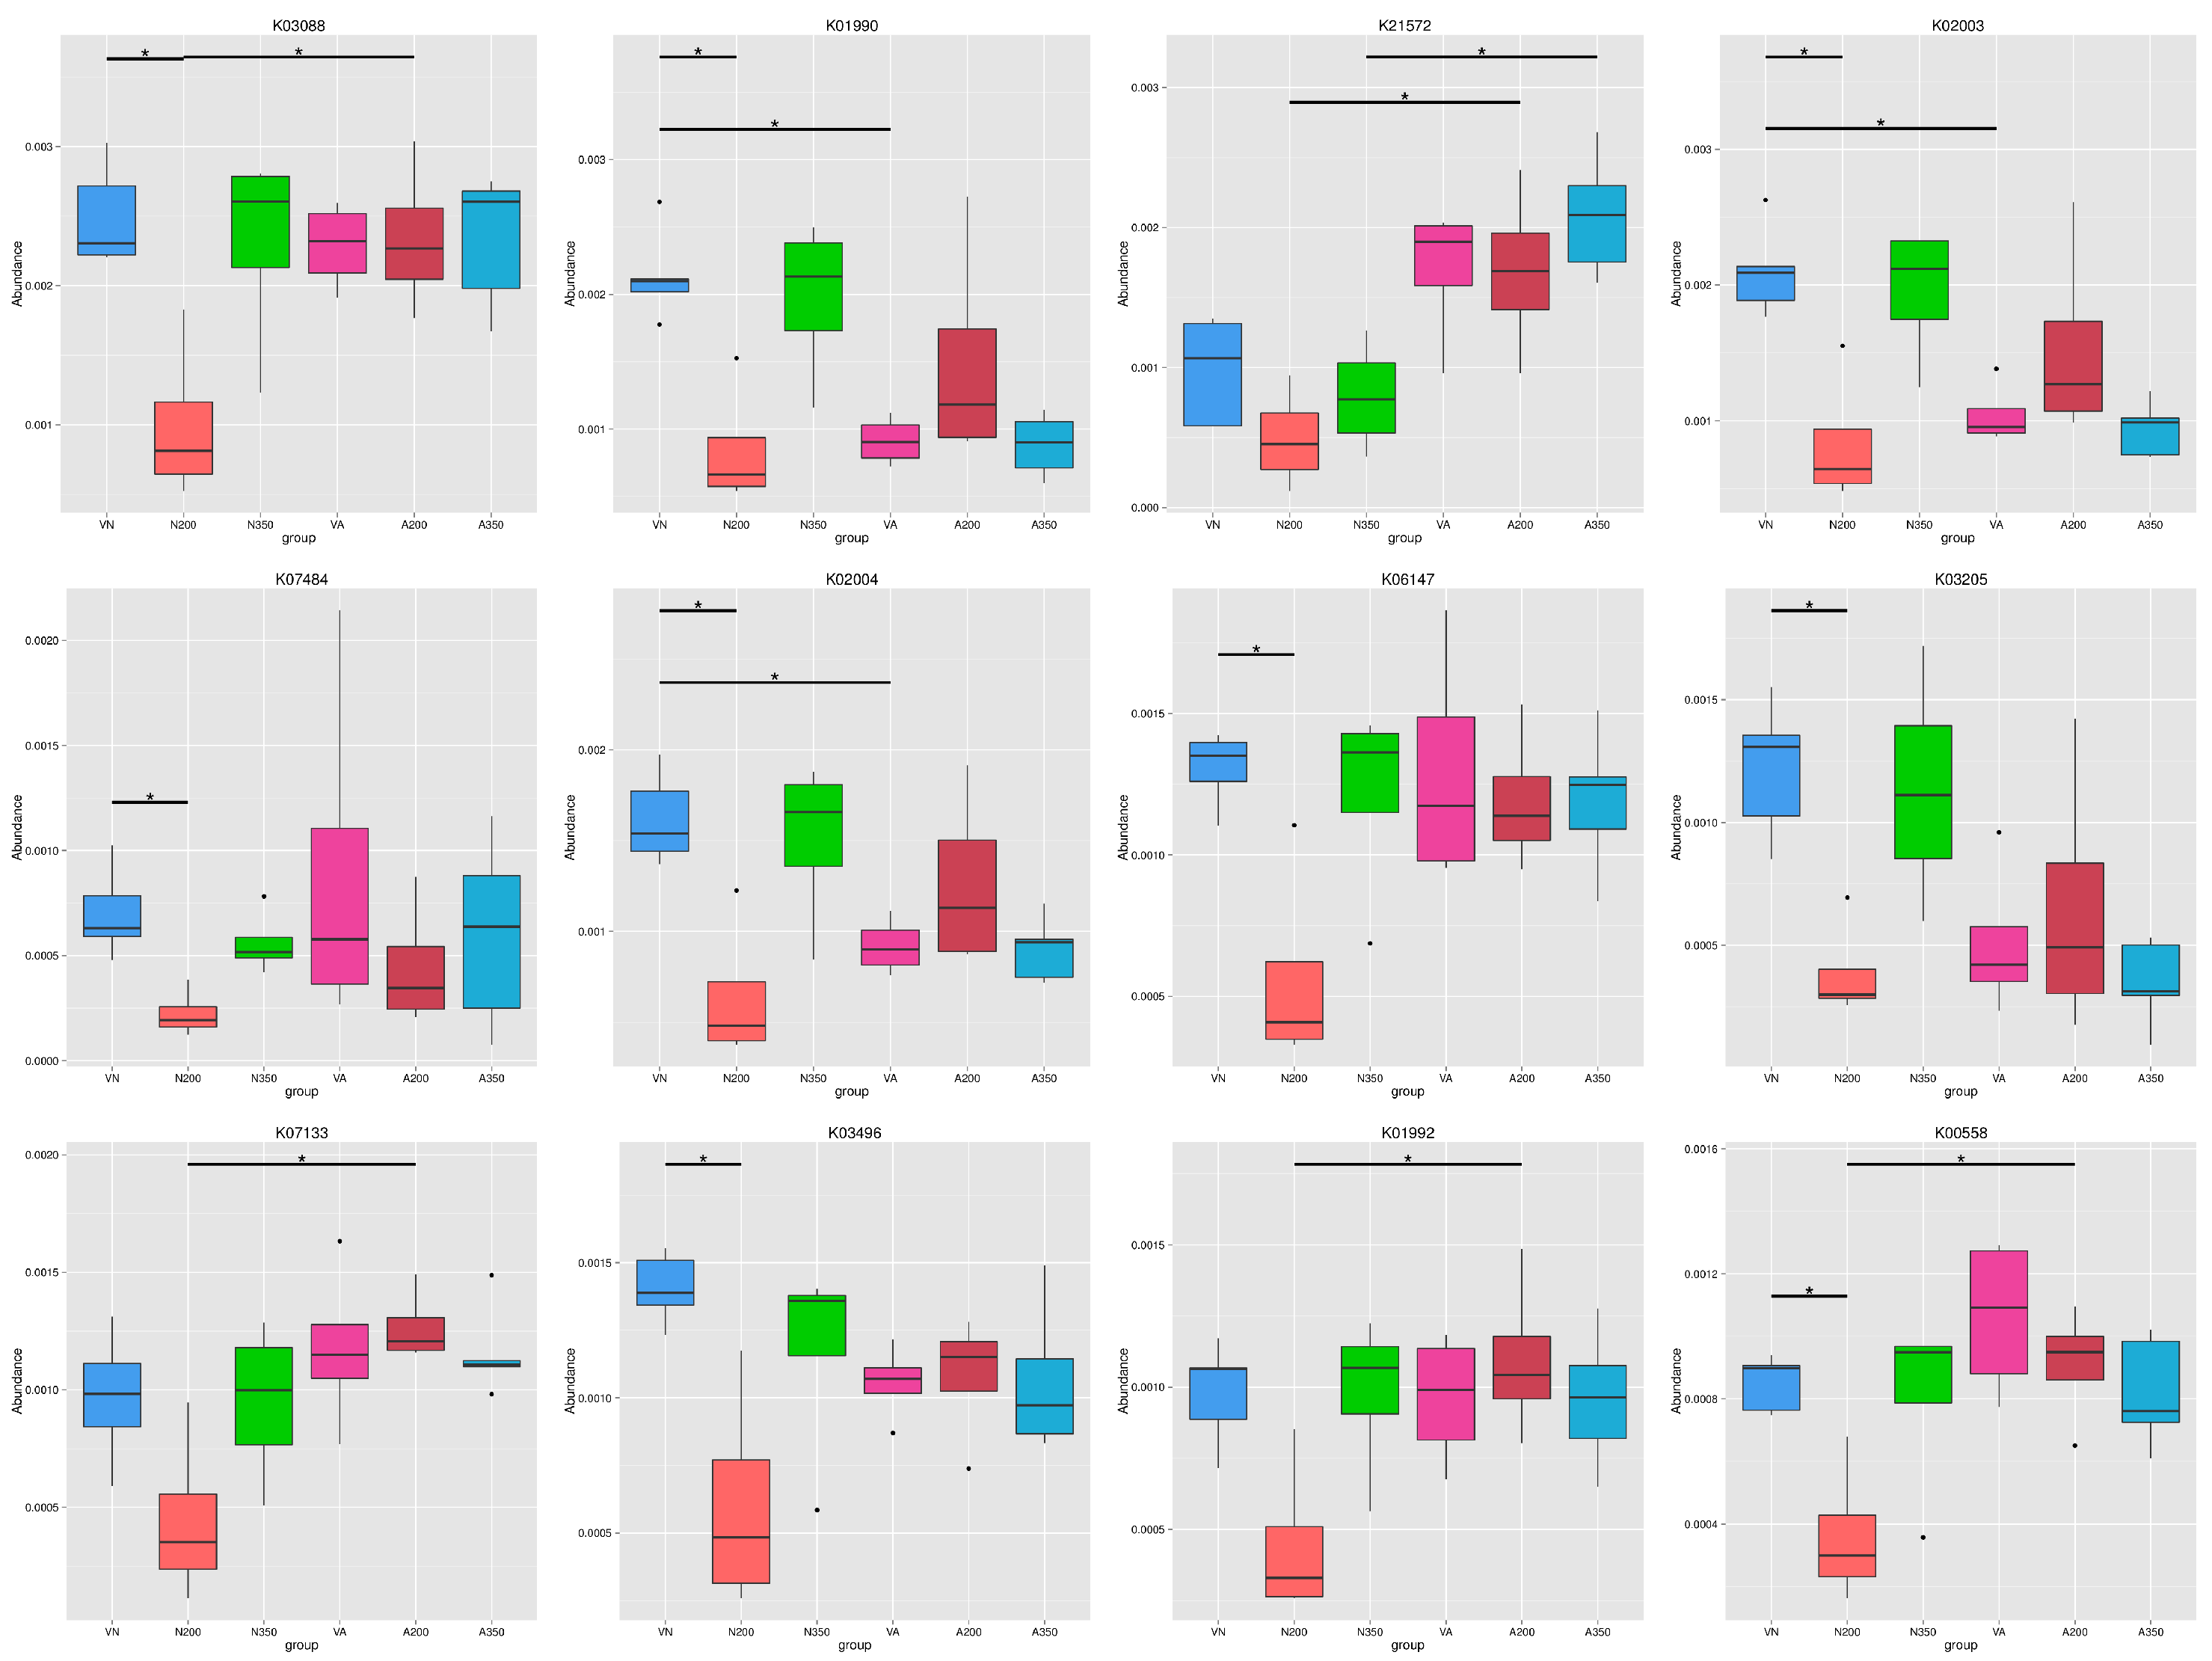 K03088
K01990
K21572
K02003
* *
* *
* *
* *
Abundance
0.003
0.002
0.001
VN N200 N350 VA A200 A350
group
Abundance
0.003
0.002
0.001
VN N200 N350 VA A200 A350
group
Abundance
0.003
0.002
0.001
0.000
VN N200 N350 VA A200 A350
group
Abundance
0.003
0.002
0.001
VN N200 N350 VA A200 A350
group
K07484
K02004
K06147
K03205
*
* *
*
*
Abundance
0.0020
0.0015
0.0010
0.0005
0.0000
VN N200 N350 VA A200 A350
group
Abundance
0.002
0.001
VN N200 N350 VA A200 A350
group
Abundance
0.0015
0.0010
0.0005
VN N200 N350 VA A200 A350
group
Abundance
0.0015
0.0010
0.0005
VN N200 N350 VA A200 A350
group
K07133
K03496
K01992
K00558
*
*
*
* *
Abundance
0.0020
0.0015
0.0010
0.0005
VN N200 N350 VA A200 A350
group
Abundance
0.0015
0.0010
0.0005
VN N200 N350 VA A200 A350
group
Abundance
0.0015
0.0010
0.0005
VN N200 N350 VA A200 A350
group
Abundance
0.0016
0.0012
0.0008
0.0004
VN N200 N350 VA A200 A350
group